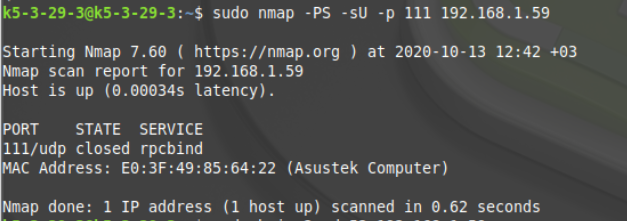 k5-3-29-3@k5-3-29-3:~$ sudo nmap -PS -sU -p 111 192.168.1.59
Starting Nmap 7.60 ( https://nmap.org ) at 2020-10-13 12:42 +03
Nmap scan report for 192.168.1.59
Host is up (0.00034s latency).
PORT    STATE  SERVICE
111/udp closed rpcbind
MAC Address: E0:3F:49:85:64:22 (Asustek Computer)
Nmap done: 1 IP address (1 host up) scanned in 0.62 seconds